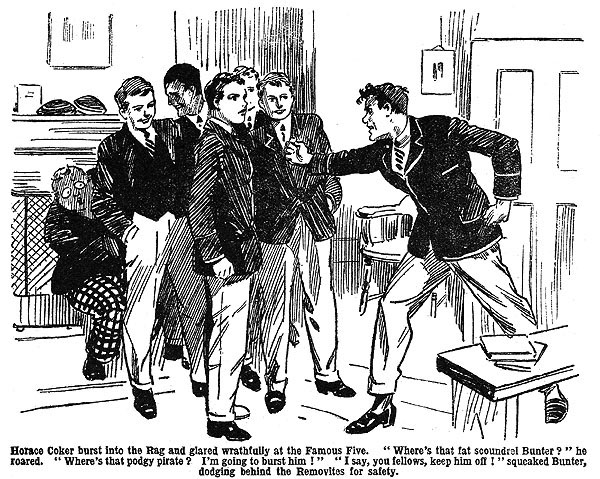 Horace Coker burst into the Rag and glared wrathfully at the Famous Five. "Where's that fat scoundrel Bunter?" he
roared. "Where's that podgy pirate? I'm going to burst him!" "I say, you fellows, keep him off!" squeaked Bunter,
dodging behind the Removites for safety.